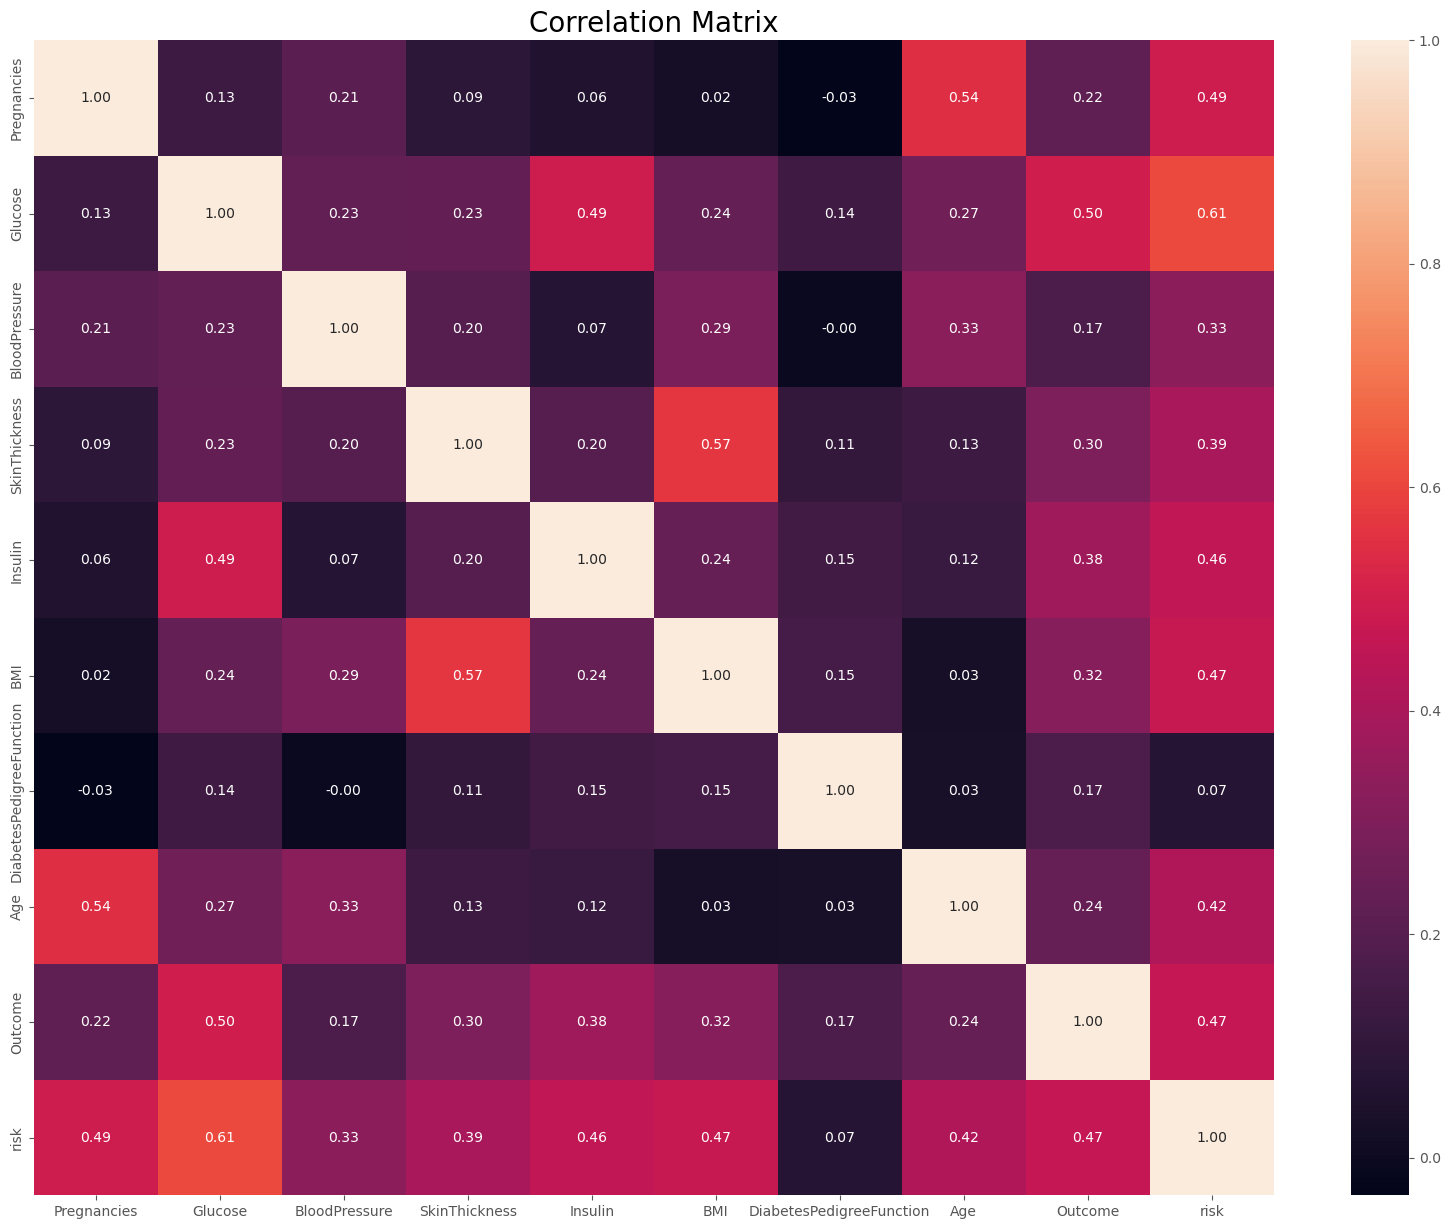 Correlation Matrix
Pregnancies 1.00 0.13 0.21 0.09 0.06 0.02 -0.03 0.54 0.22 0.49
Glucose 0.13 1.00 0.23 0.23 0.49 0.24 0.14 0.27 0.50 0.61
BloodPressure 0.21 0.23 1.00 0.20 0.07 0.29 -0.00 0.33 0.17 0.33
SkinThickness 0.09 0.23 0.20 1.00 0.20 0.57 0.11 0.13 0.30 0.39
Insulin 0.06 0.49 0.07 0.20 1.00 0.24 0.15 0.12 0.38 0.46
BMI 0.02 0.24 0.29 0.57 0.24 1.00 0.15 0.03 0.32 0.47
DiabetesPedigreeFunction -0.03 0.14 -0.00 0.11 0.15 0.15 1.00 0.03 0.17 0.07
Age 0.54 0.27 0.33 0.13 0.12 0.03 0.03 1.00 0.24 0.42
Outcome 0.22 0.50 0.17 0.30 0.38 0.32 0.17 0.24 1.00 0.47
risk 0.49 0.61 0.33 0.39 0.46 0.47 0.07 0.42 0.47 1.00
Pregnancies Glucose BloodPressure SkinThickness Insulin BMI DiabetesPedigreeFunction Age Outcome risk
1.0
0.8
0.6
0.4
0.2
0.0